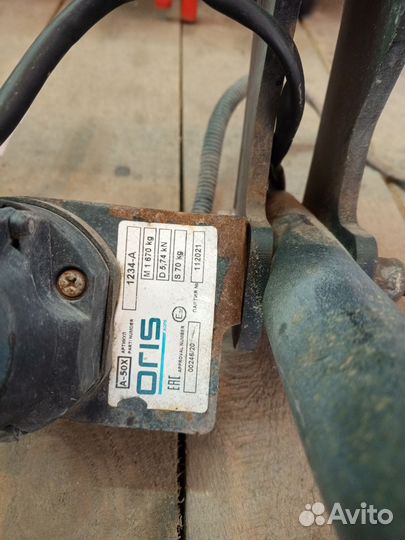 A-50X
АРТИКУЛ
PARTI NUMBER
1234-A
M 1 670 kg
D 5,74 kN
S 70 kg
ПАРТИЯ №
112021
ORIS
EAC
APPROVAL NUMBER
00246/20
Avito